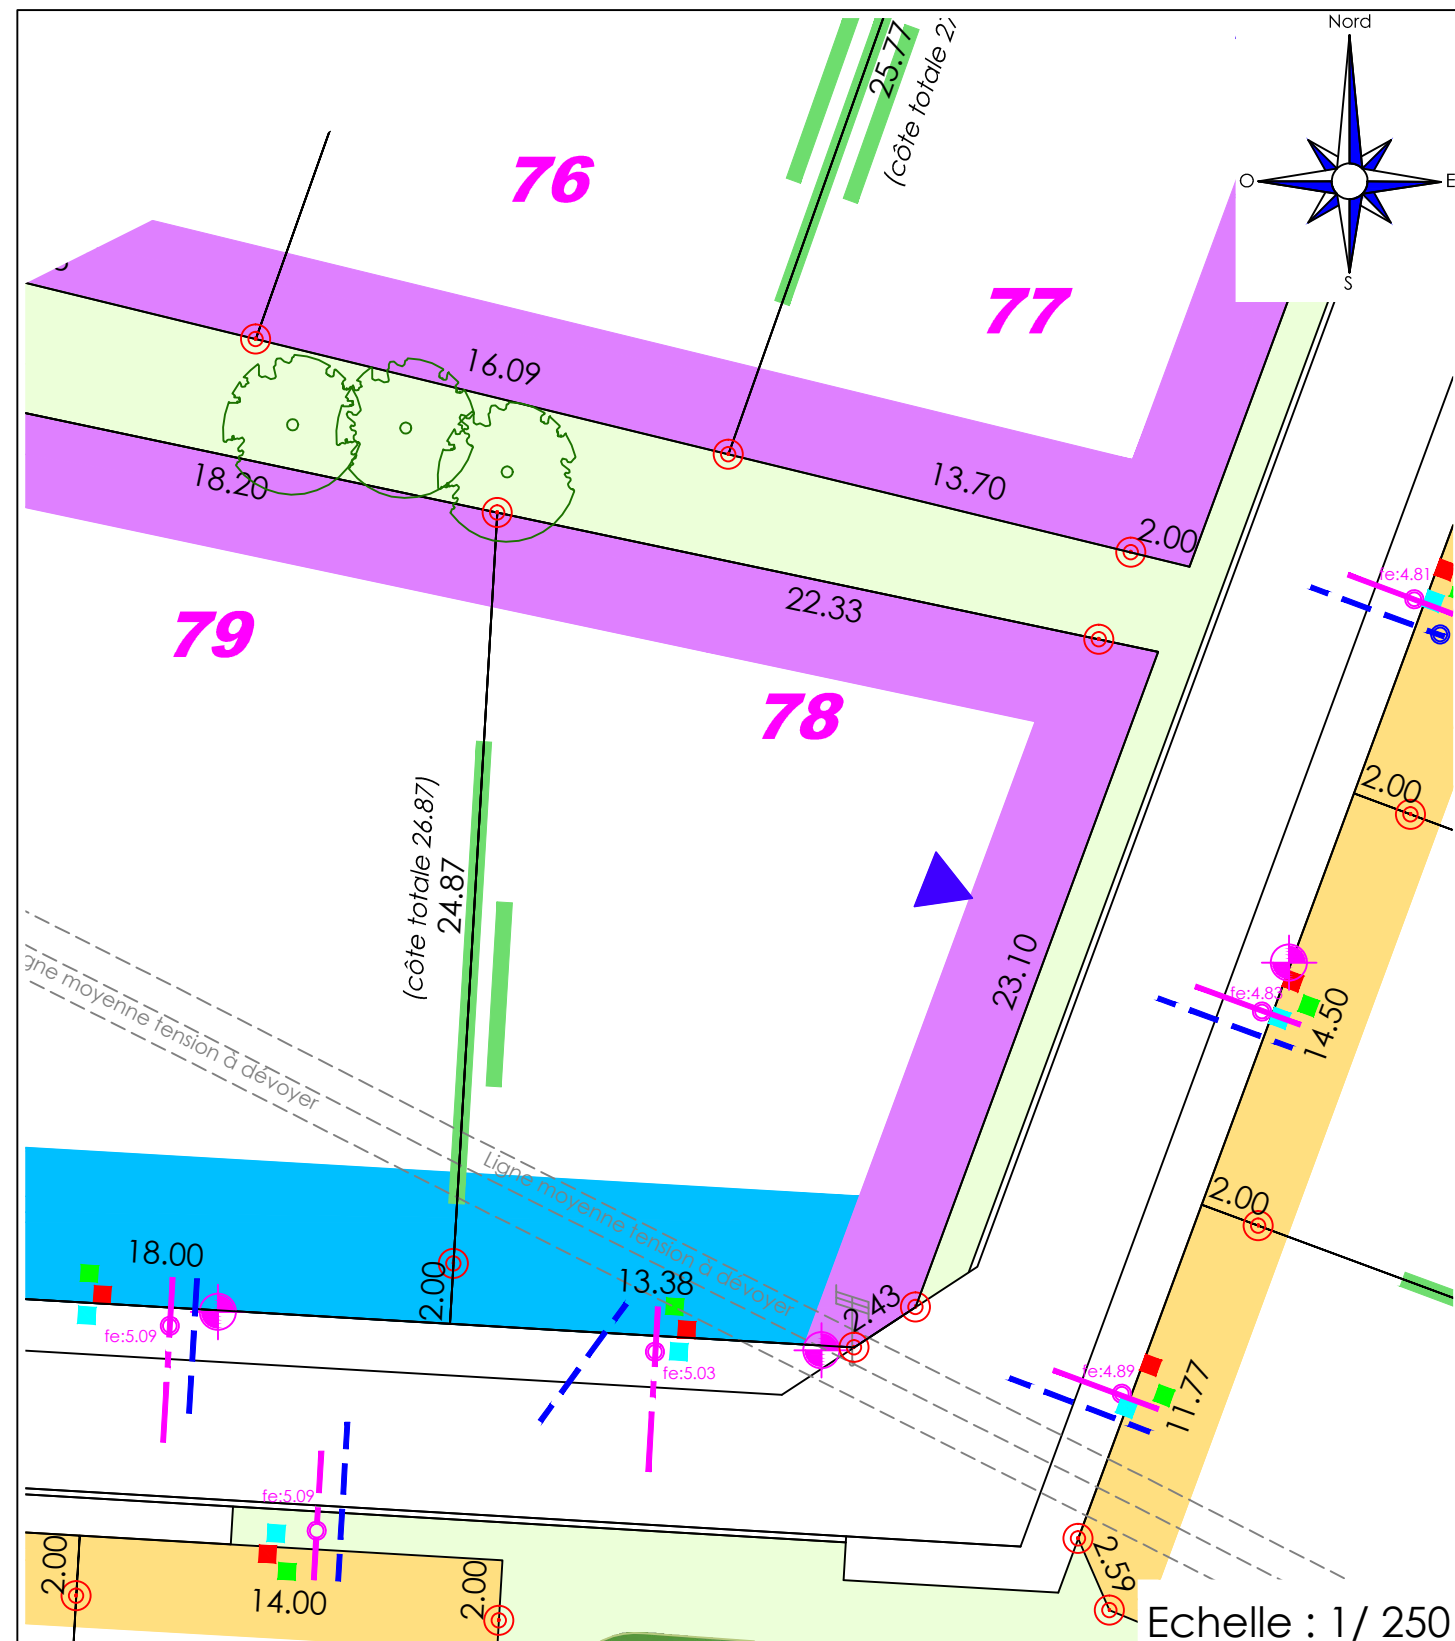 Nord
O
E
S
25.77
(côte totale
76
77
16.09
18.20
13.70
2.00
22.33
fe:4.81
79
78
2.00
(côte totale 26.87)
24.87
23.10
fe:4.83
14.50
moyenne tension à dévoyer
Ligne moyenne tension à dévoyer
2.00
18.00
2.00
13.38
2.43
fe:5.09
fe:5.03
fe:4.89
11.77
fe:5.09
2.00
14.00
2.00
2.59
Echelle : 1/ 250